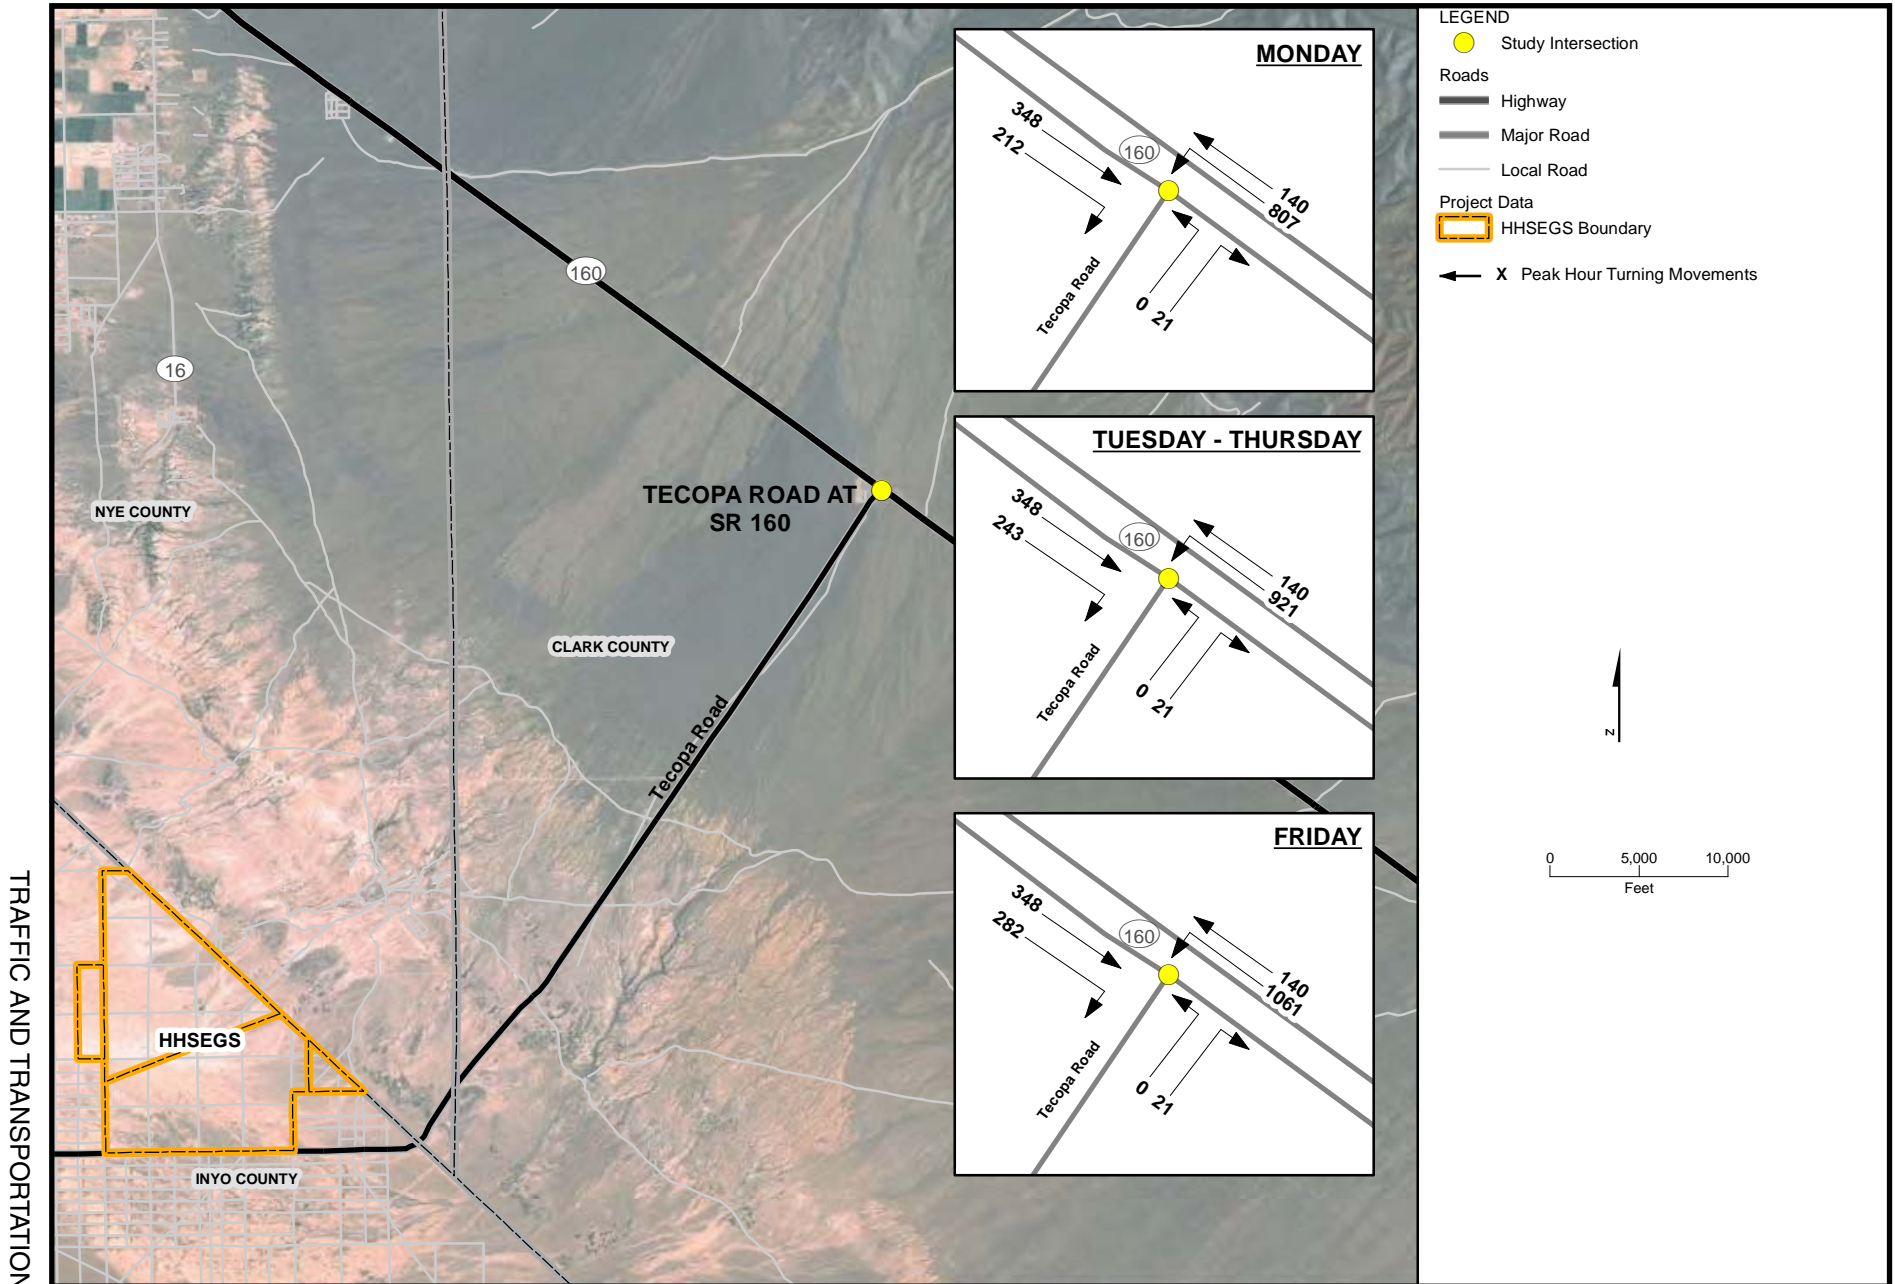 MONDAY
348
212
160
140
807
Tecopa Road
0 21
TUESDAY - THURSDAY
348
243
160
140
921
Tecopa Road
0 21
FRIDAY
348
282
160
140
1061
Tecopa Road
0 21
160
16
NYE COUNTY
TECOPA ROAD AT
SR 160
CLARK COUNTY
Tecopa Road
HHSEGS
INYO COUNTY
LEGEND
Study Intersection
Roads
Highway
Major Road
Local Road
Project Data
HHSEGS Boundary
X Peak Hour Turning Movements
z
0 5,000 10,000
Feet
TRAFFIC AND TRANSPORTATION